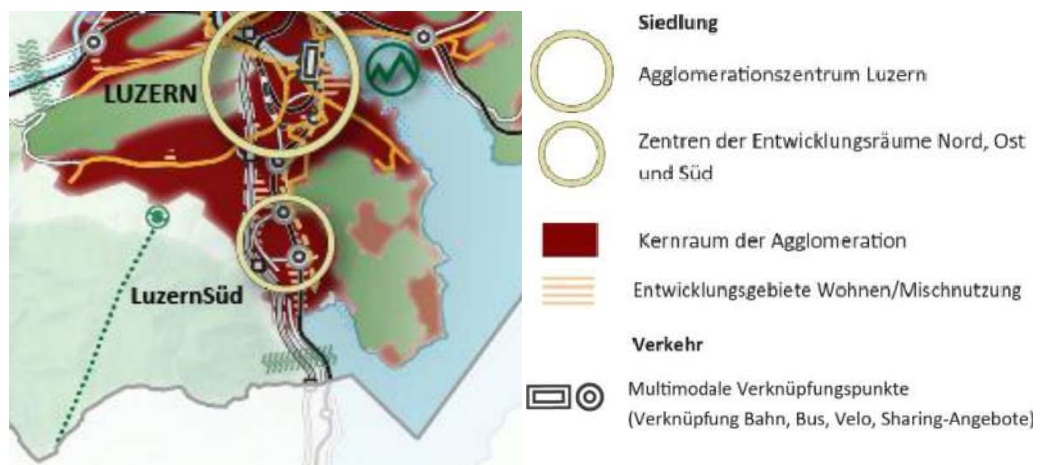 LUZERN
LuzernSüd
Siedlung
Agglomerationszentrum Luzern
Zentren der Entwicklungsräume Nord, Ost
und Süd
Kernraum der Agglomeration
Entwicklungsgebiete Wohnen/Mischnutzung
Verkehr
Multimodale Verknüpfungspunkte
(Verknüpfung Bahn, Bus, Velo, Sharing-Angebote)